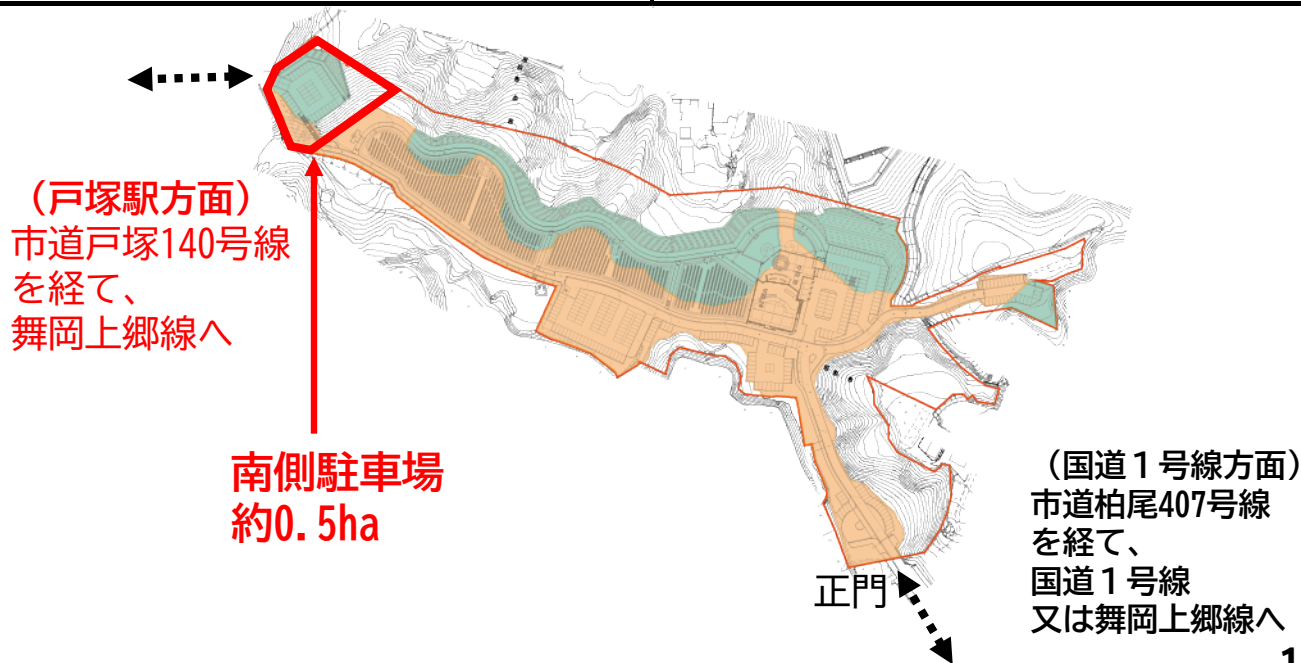 (戸塚駅方面)
市道戸塚140号線
を経て、
舞岡上郷線へ
南側駐車場
約0.5ha
正門
(国道1号線方面)
市道柏尾407号線
を経て、
国道1号線
又は舞岡上郷線へ